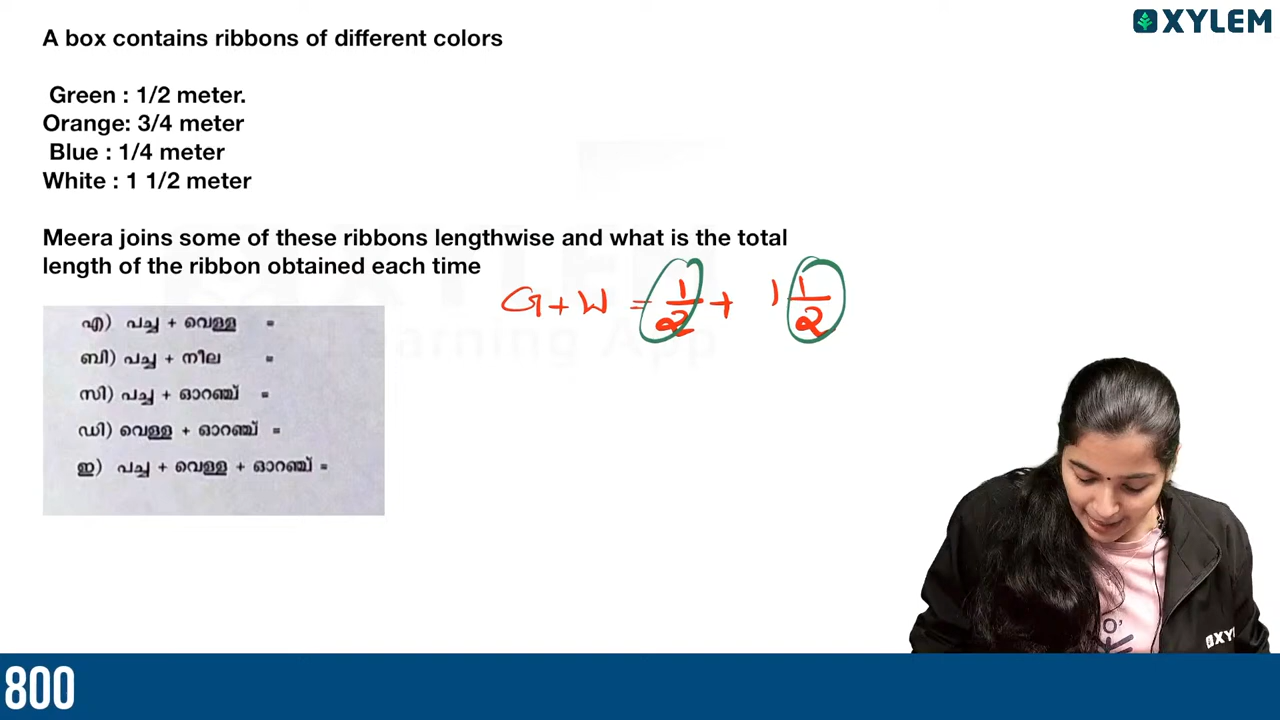 XYLEM
A box contains ribbons of different colors
Green : 1/2 meter.
Orange: 3/4 meter
Blue : 1/4 meter
White : 1 1/2 meter
Meera joins some of these ribbons lengthwise and what is the total
length of the ribbon obtained each time
G + W = 1/2 + 1 1/2
എ) പച്ച + വെള്ള =
ബി) പച്ച + നീല =
സി) പച്ച + ഓറഞ്ച് =
ഡി) വെള്ള + ഓറഞ്ച് =
ഇ) പച്ച + വെള്ള + ഓറഞ്ച് =
Learning App
800